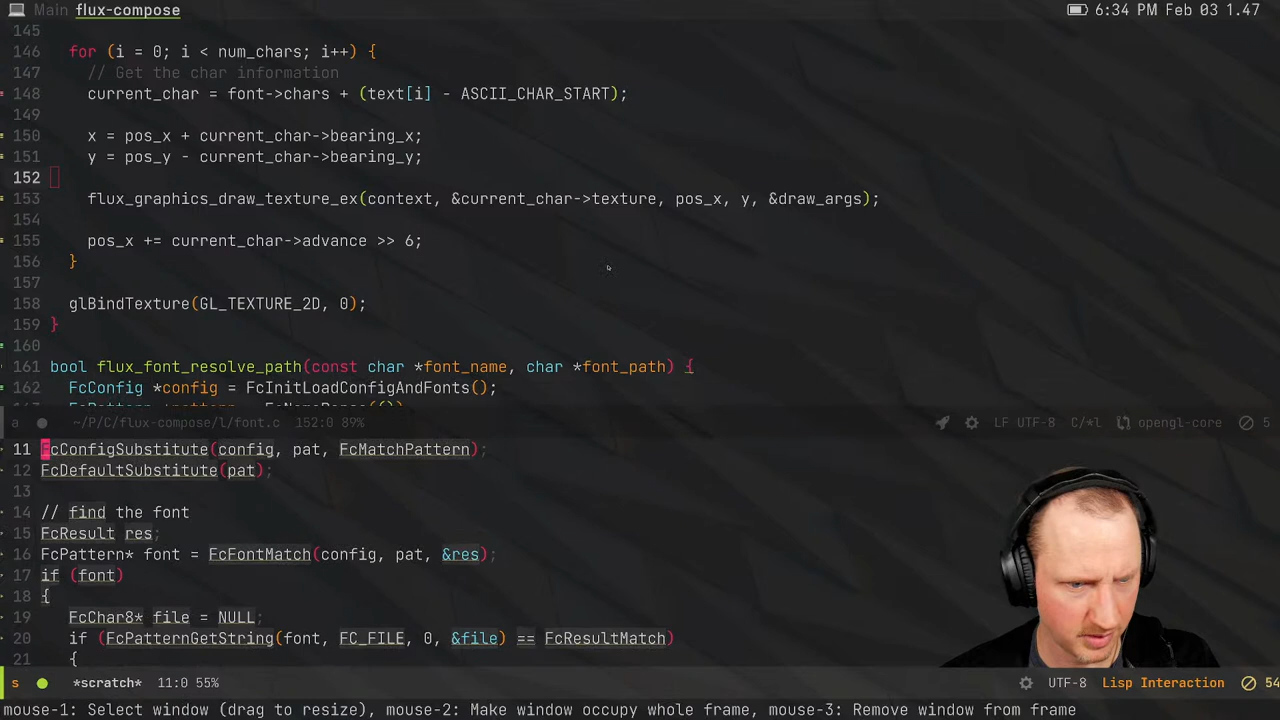 Main flux-compose 6:34 PM Feb 03 1.47
145
146 for (i = 0; i < num_chars; i++) {
147 // Get the char information
148 current_char = font->chars + (text[i] - ASCII_CHAR_START);
149
150 x = pos_x + current_char->bearing_x;
151 y = pos_y - current_char->bearing_y;
152
153 flux_graphics_draw_texture_ex(context, &current_char->texture, pos_x, y, &draw_args);
154
155 pos_x += current_char->advance >> 6;
156 }
157
158 glBindTexture(GL_TEXTURE_2D, 0);
159 }
160
161 bool flux_font_resolve_path(const char *font_name, char *font_path) {
162 FcConfig *config = FcInitLoadConfigAndFonts();
a ~/P/C/flux-compose/l/font.c 152:0 89% LF UTF-8 C/*l opengl-core 5
11 FcConfigSubstitute(config, pat, FcMatchPattern);
12 FcDefaultSubstitute(pat);
13
14 // find the font
15 FcResult res;
16 FcPattern* font = FcFontMatch(config, pat, &res);
17 if (font)
18 {
19 FcChar8* file = NULL;
20 if (FcPatternGetString(font, FC_FILE, 0, &file) == FcResultMatch)
21 {
s *scratch* 11:0 55% UTF-8 Lisp Interaction 54
mouse-1: Select window (drag to resize), mouse-2: Make window occupy whole frame, mouse-3: Remove window from frame